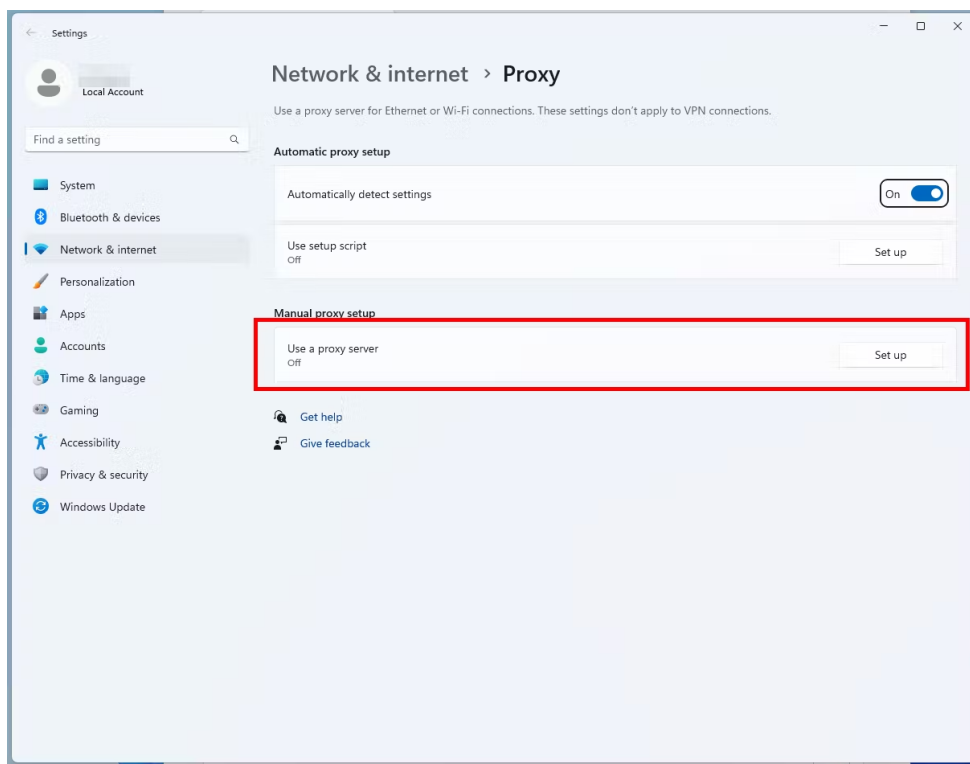 Settings
Local Account
Find a setting
System
Bluetooth & devices
Network & internet
Personalization
Apps
Accounts
Time & language
Gaming
Accessibility
Privacy & security
Windows Update
Network & internet > Proxy
Use a proxy server for Ethernet or Wi-Fi connections. These settings don't apply to VPN connections.
Automatic proxy setup
Automatically detect settings
On
Use setup script
Off
Set up
Manual proxy setup
Use a proxy server
Off
Set up
Get help
Give feedback